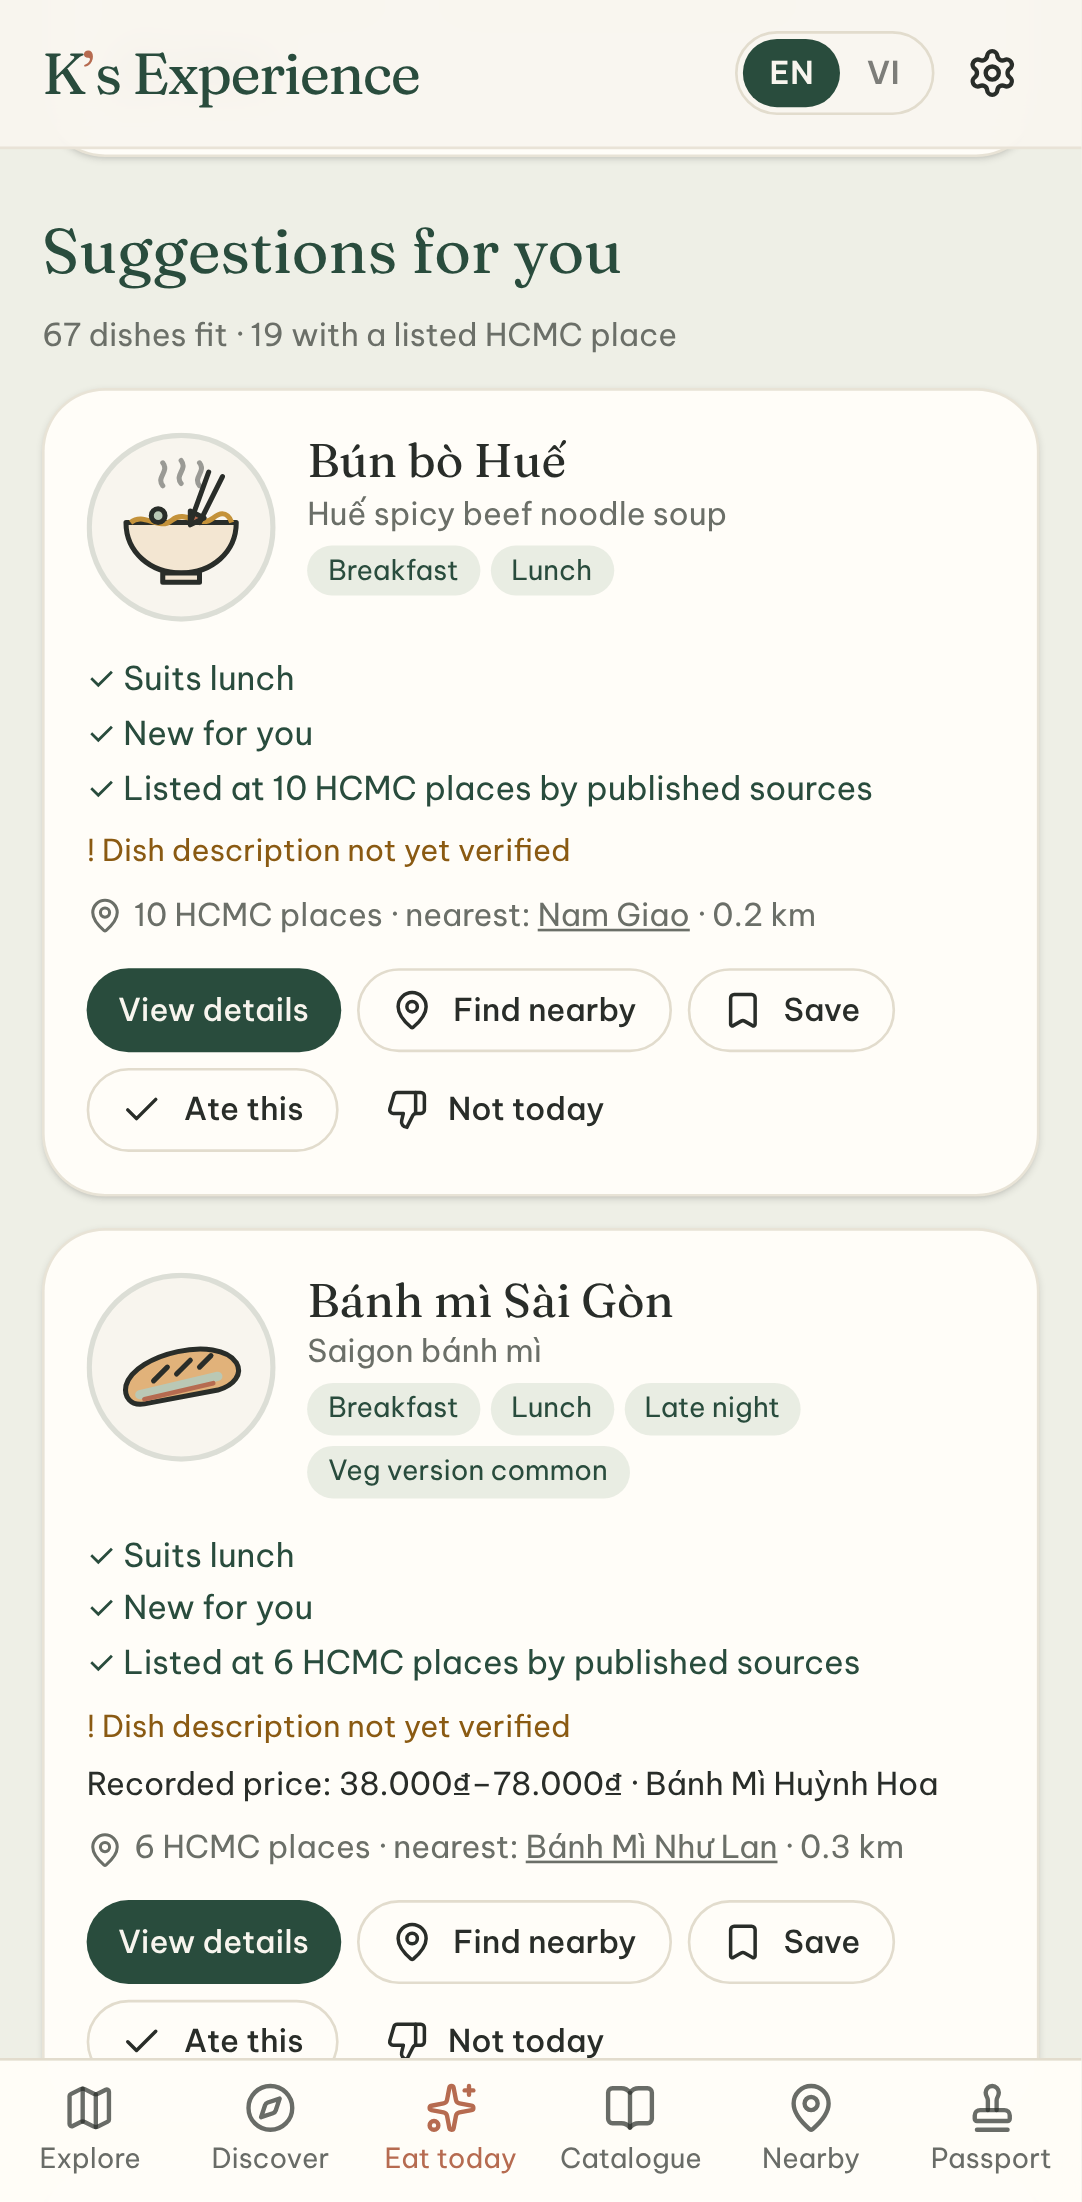 K's Experience
EN VI
Suggestions for you
67 dishes fit · 19 with a listed HCMC place
Bún bò Huế
Huế spicy beef noodle soup
Breakfast Lunch
✓ Suits lunch
✓ New for you
✓ Listed at 10 HCMC places by published sources
! Dish description not yet verified
10 HCMC places · nearest: Nam Giao · 0.2 km
View details Find nearby Save
Ate this Not today
Bánh mì Sài Gòn
Saigon bánh mì
Breakfast Lunch Late night
Veg version common
✓ Suits lunch
✓ New for you
✓ Listed at 6 HCMC places by published sources
! Dish description not yet verified
Recorded price: 38.000₫–78.000₫ · Bánh Mì Huỳnh Hoa
6 HCMC places · nearest: Bánh Mì Như Lan · 0.3 km
View details Find nearby Save
Ate this Not today
Explore Discover Eat today Catalogue Nearby Passport